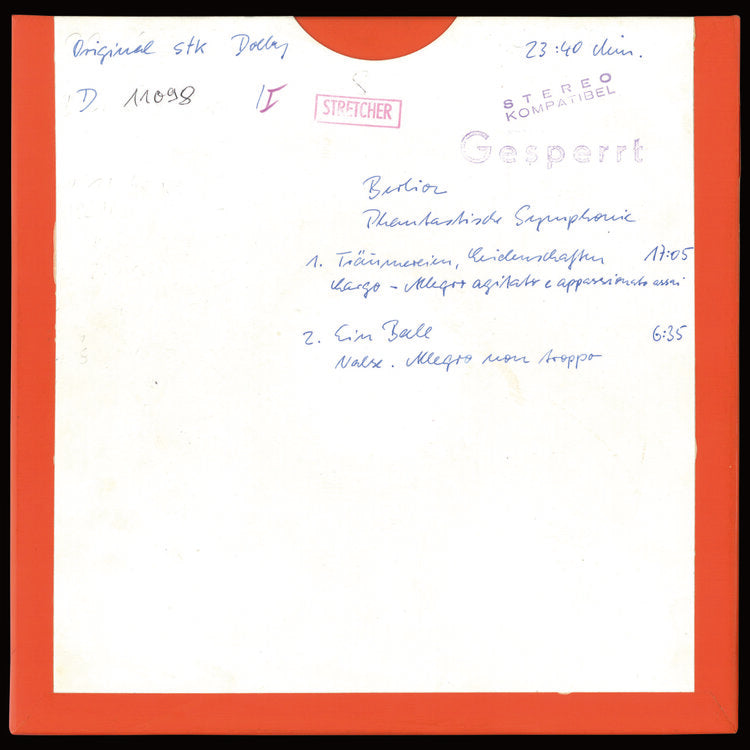 Original stk Dolby
23:40 Min.
D 11098 I
STRETCHER
STEREO
KOMPATIBEL
Gesperrt
Berlioz
Phantastische Symphonie
1. Träumereien, Leidenschaften 17:05
Largo - Allegro agitato e appassionato assai
2. Ein Ball 6:35
Valse. Allegro non troppo